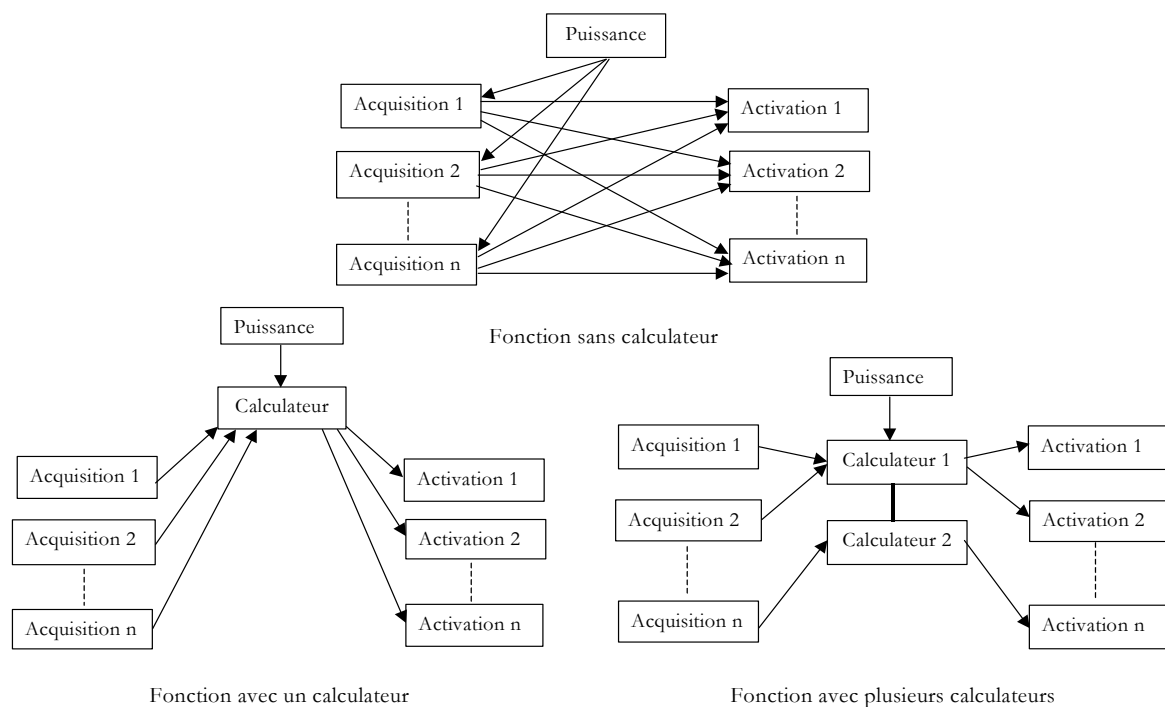 Puissance
Acquisition 1
Activation 1
Acquisition 2
Activation 2
Acquisition n
Activation n
Fonction sans calculateur
Puissance
Calculateur
Acquisition 1
Activation 1
Acquisition 2
Activation 2
Acquisition n
Activation n
Fonction avec un calculateur
Puissance
Acquisition 1
Calculateur 1
Activation 1
Acquisition 2
Activation 2
Calculateur 2
Acquisition n
Activation n
Fonction avec plusieurs calculateurs